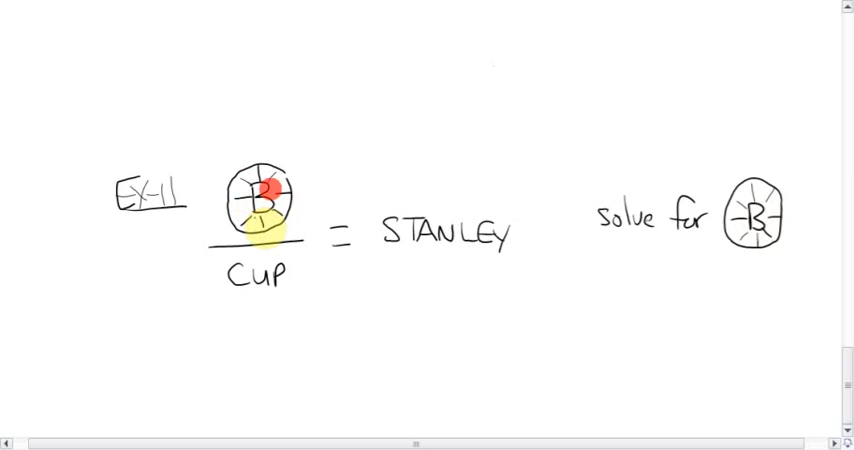 EX-11
B
CUP
= STANLEY
solve for B